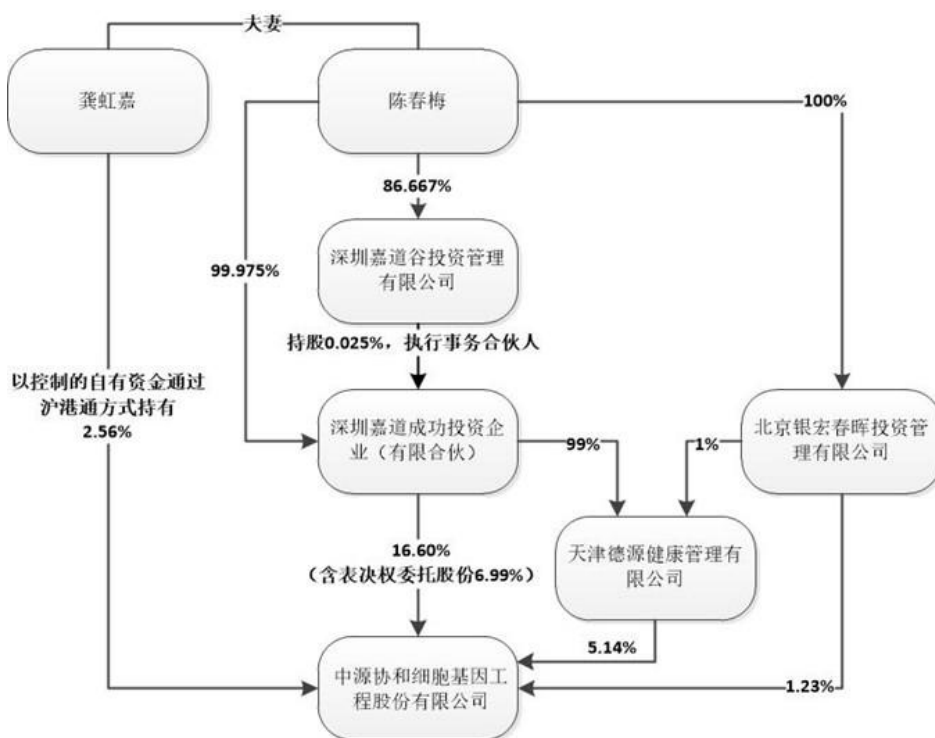 夫妻
龚虹嘉
陈春梅
100%
86.667%
深圳嘉道谷投资管理
有限公司
99.975%
持股0.025%，执行事务合伙人
以控制的自有资金通过
沪港通方式持有
2.56%
深圳嘉道成功投资企
业（有限合伙）
99%
1%
北京银宏春晖投资管
理有限公司
16.60%
（含表决权委托股份6.99%）
天津德源健康管理有
限公司
5.14%
中源协和细胞基因工
程股份有限公司
1.23%